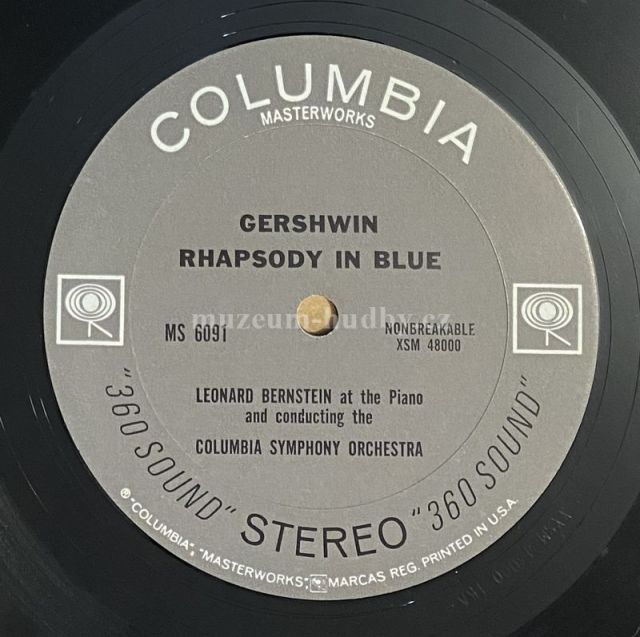 COLUMBIA
MASTERWORKS
GERSHWIN
RHAPSODY IN BLUE
muzeum-hudby.cz
MS 6091
NONBREAKABLE
XSM 48000
LEONARD BERNSTEIN at the Piano
and conducting the
COLUMBIA SYMPHONY ORCHESTRA
"360 SOUND" STEREO "360 SOUND"
® "COLUMBIA", "MASTERWORKS", MARCAS REG. PRINTED IN U.S.A.